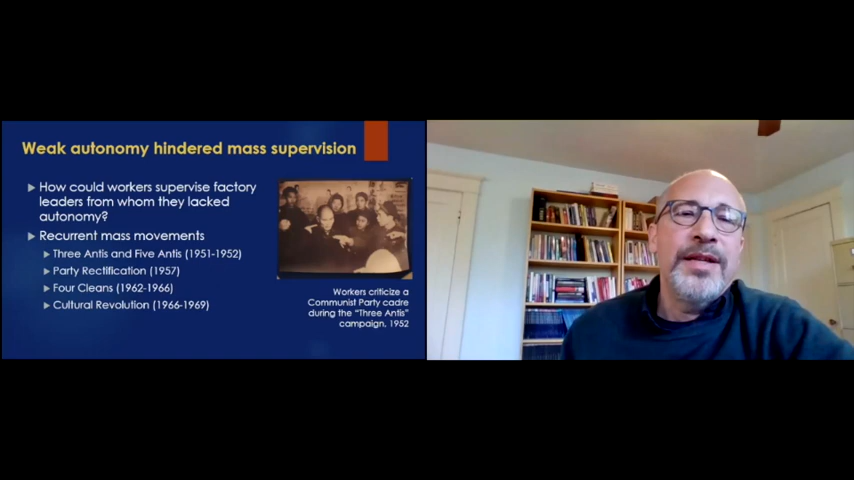 Weak autonomy hindered mass supervision
How could workers supervise factory
leaders from whom they lacked
autonomy?
Recurrent mass movements
Three Antis and Five Antis (1951-1952)
Party Rectification (1957)
Four Cleans (1962-1966)
Cultural Revolution (1966-1969)
Workers criticize a
Communist Party cadre
during the "Three Antis"
campaign, 1952